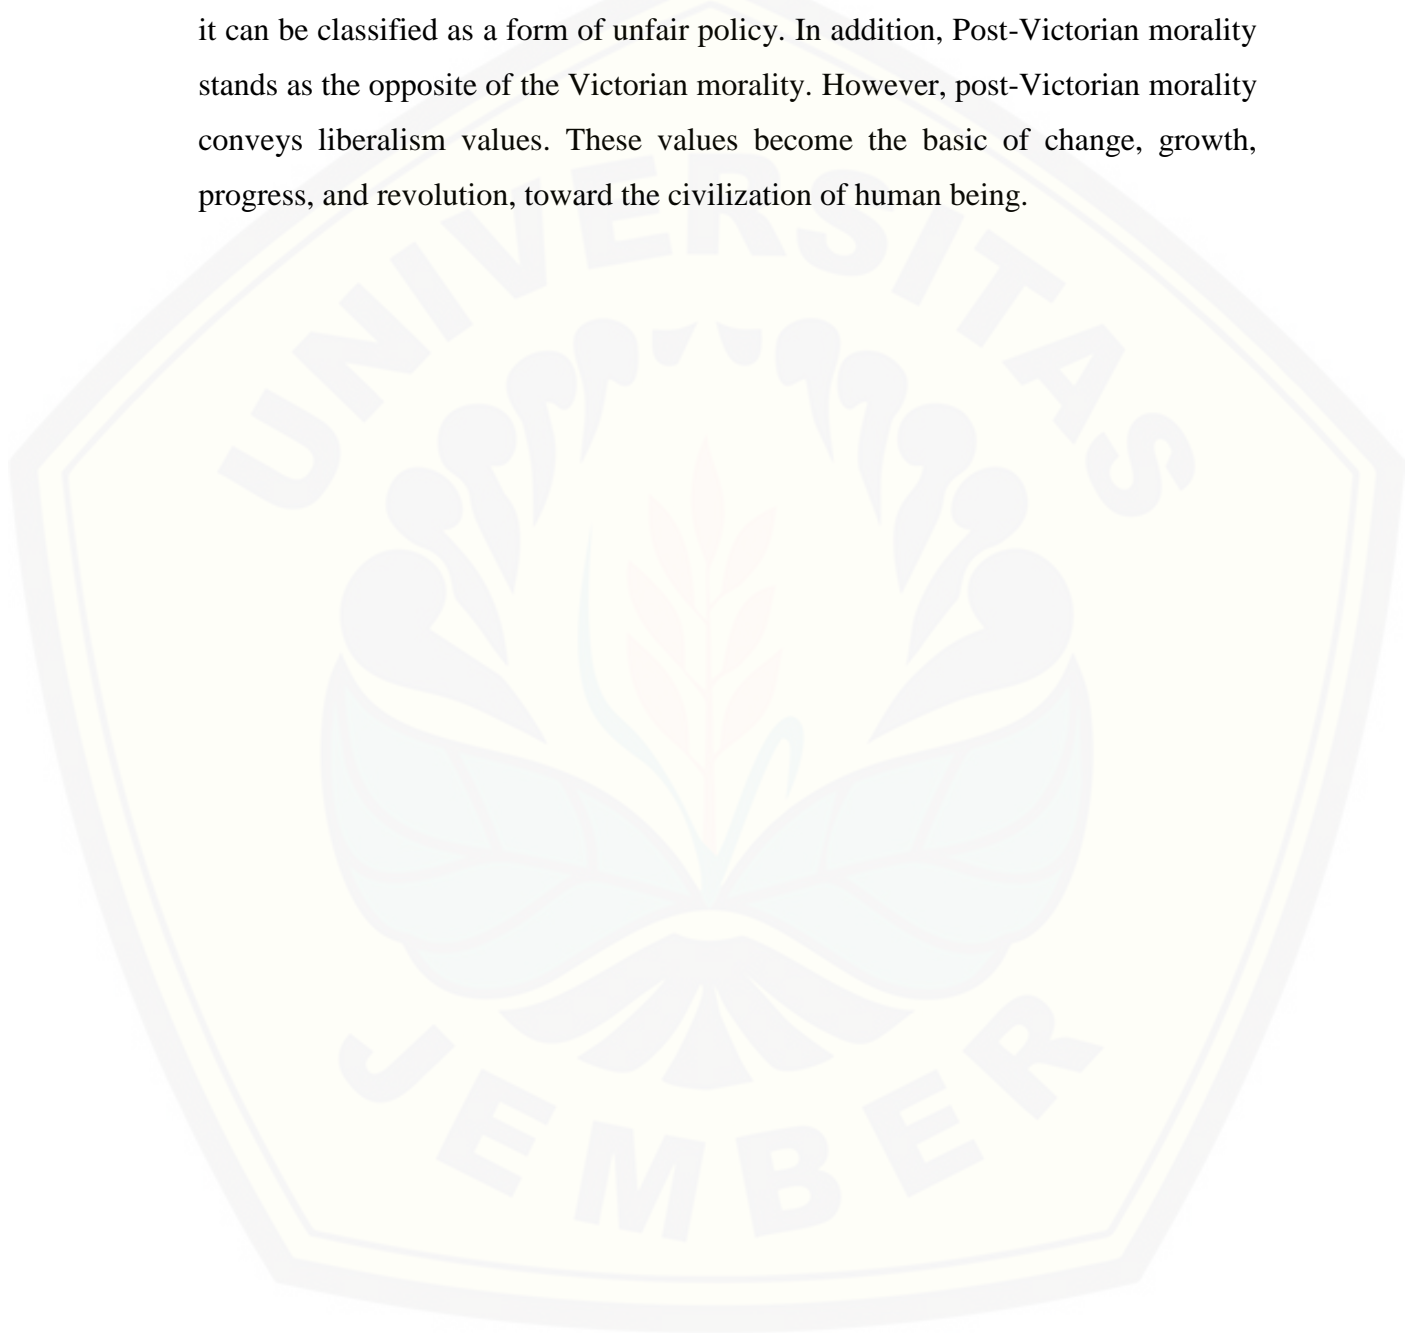 it can be classified as a form of unfair policy. In addition, Post-Victorian morality
stands as the opposite of the Victorian morality. However, post-Victorian morality
conveys liberalism values. These values become the basic of change, growth,
progress, and revolution, toward the civilization of human being.
UNIVERSITAS
JEMBER